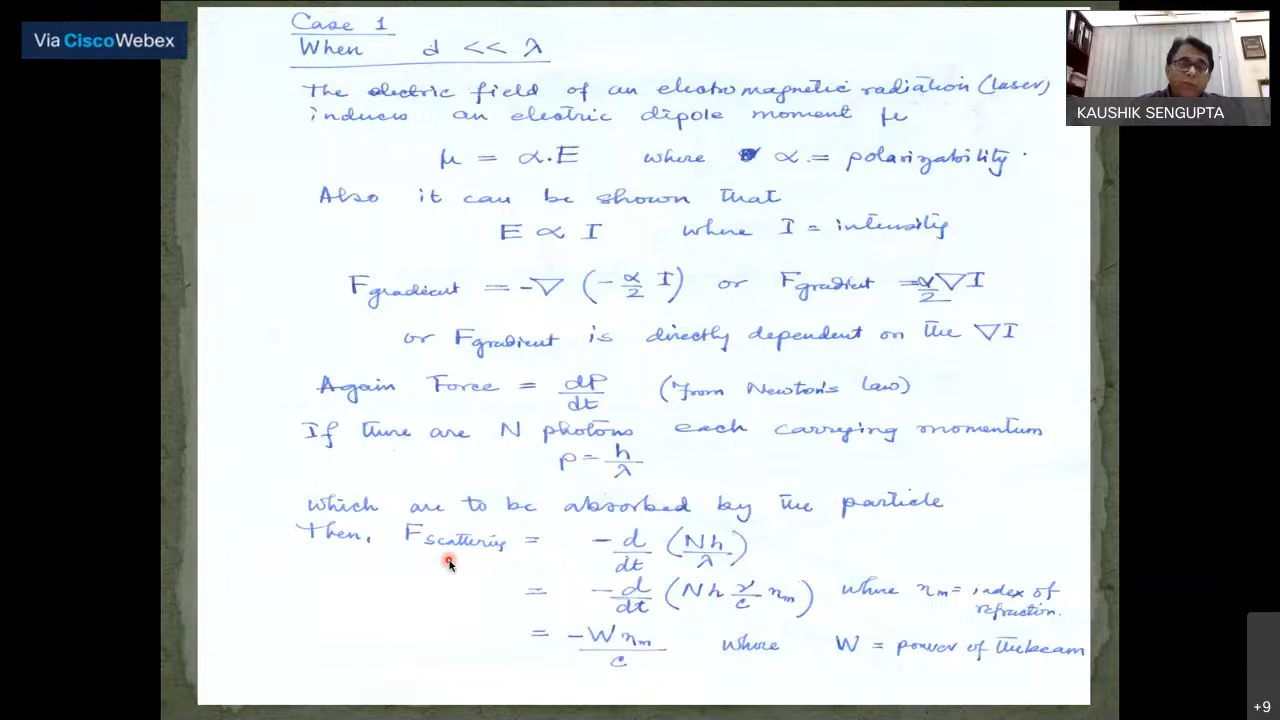 Via Cisco Webex
KAUSHIK SENGUPTA
Case 1
When d << λ
The electric field of an electromagnetic radiation (laser)
induces an electric dipole moment μ
μ = α.E where α = polarizability.
Also it can be shown that
E ∝ I where I = intensity
Fgradient = -∇ (-α/2 I) or Fgradient = α/2 ∇I
or Fgradient is directly dependent on the ∇I
Again Force = dP/dt (From Newton's law)
If there are N photons each carrying momentum
p = h/λ
which are to be absorbed by the particle
Then, Fscattering = -d/dt (Nh/λ)
= -d/dt (Nh ν/c nm) where nm = index of refraction.
= -W nm/c where W = power of the beam
+9